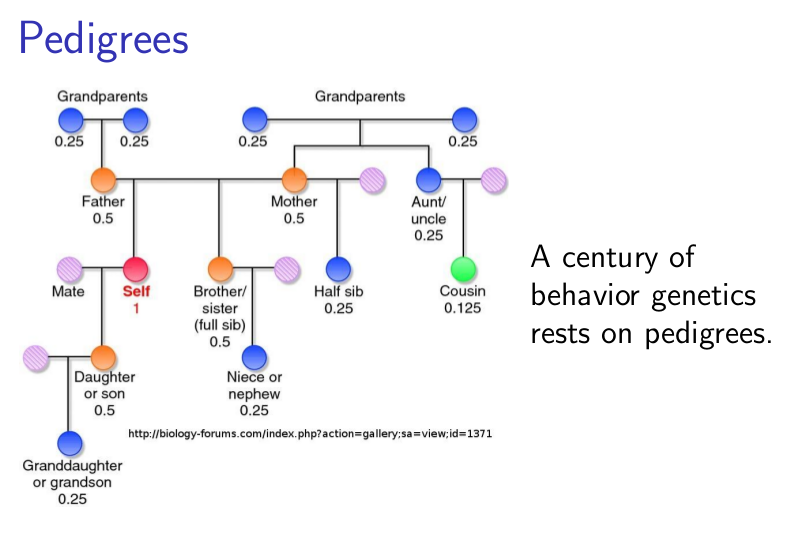 Pedigrees
Grandparents
Grandparents
0.25
0.25
0.25
0.25
Father
0.5
Mother
0.5
Aunt/
uncle
0.25
A century of
behavior genetics
rests on pedigrees.
Mate
Self
1
Brother/
sister
(full sib)
0.5
Half sib
0.25
Cousin
0.125
Daughter
or son
0.5
Niece or
nephew
0.25
http://biology-forums.com/index.php?action=gallery;sa=view;id=1371
Granddaughter
or grandson
0.25